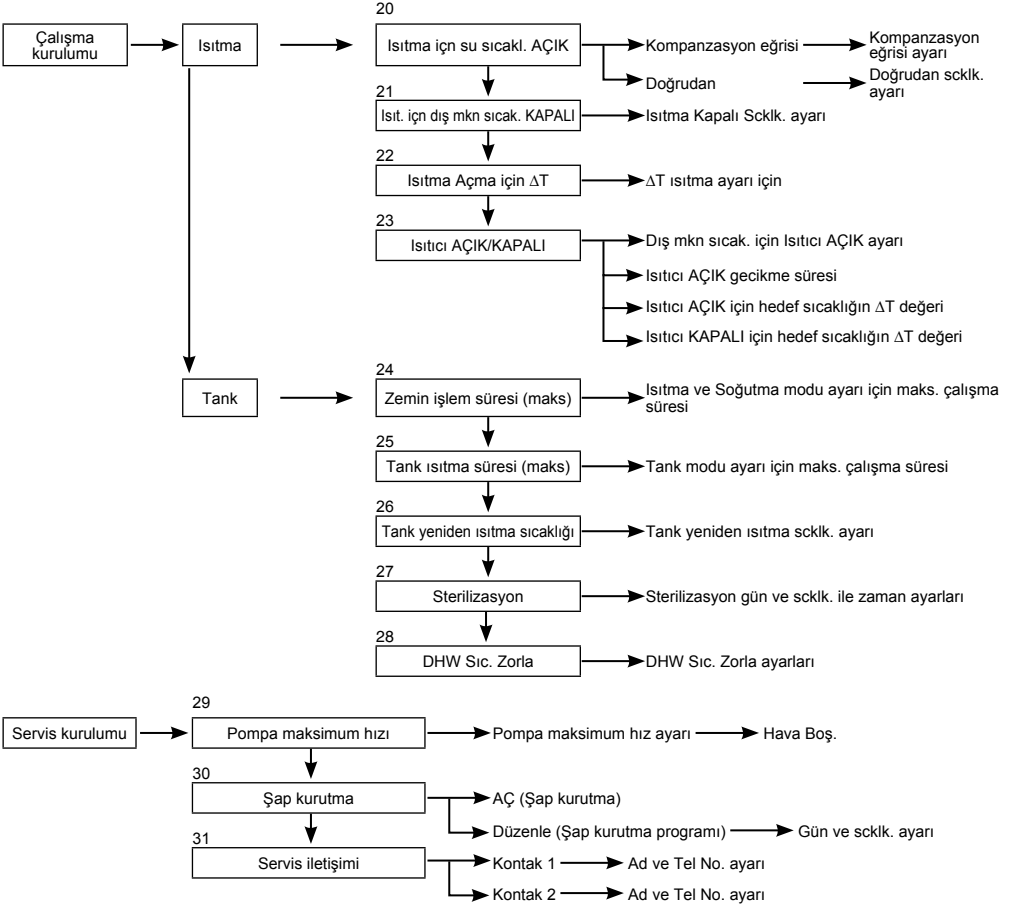 20
Çalışma
kurulumu
Isıtma
Isıtma içn su sıcakl. AÇIK
Kompanzasyon eğrisi
Kompanzasyon
eğrisi ayarı
Doğrudan
Doğrudan scklk.
ayarı
21
Isıt. içn dış mkn sıcak. KAPALI
Isıtma Kapalı Scklk. ayarı
22
Isıtma Açma için ∆T
∆T ısıtma ayarı için
23
Isıtıcı AÇIK/KAPALI
Dış mkn sıcak. için Isıtıcı AÇIK ayarı
Isıtıcı AÇIK gecikme süresi
Isıtıcı AÇIK için hedef sıcaklığın ∆T değeri
Isıtıcı KAPALI için hedef sıcaklığın ∆T değeri
24
Tank
Zemin işlem süresi (maks)
Isıtma ve Soğutma modu ayarı için maks. çalışma
süresi
25
Tank ısıtma süresi (maks)
Tank modu ayarı için maks. çalışma süresi
26
Tank yeniden ısıtma sıcaklığı
Tank yeniden ısıtma scklk. ayarı
27
Sterilizasyon
Sterilizasyon gün ve scklk. ile zaman ayarları
28
DHW Sıc. Zorla
DHW Sıc. Zorla ayarları
29
Servis kurulumu
Pompa maksimum hızı
Pompa maksimum hız ayarı
Hava Boş.
30
Şap kurutma
AÇ (Şap kurutma)
Düzenle (Şap kurutma programı)
Gün ve scklk. ayarı
31
Servis iletişimi
Kontak 1
Ad ve Tel No. ayarı
Kontak 2
Ad ve Tel No. ayarı